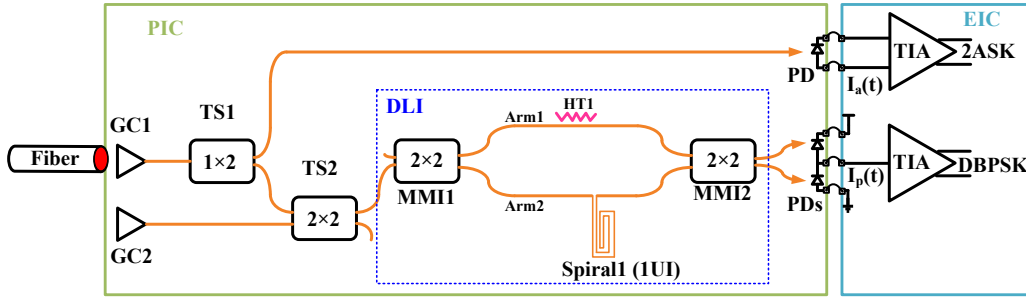 PIC
EIC
TIA
2ASK
PD
I_a(t)
TS1
DLI
HT1
GC1
Arm1
Fiber
1×2
TS2
2×2
2×2
MMI1
MMI2
TIA
I_p(t)
DBPSK
2×2
Arm2
PDs
GC2
Spiral1 (1UI)